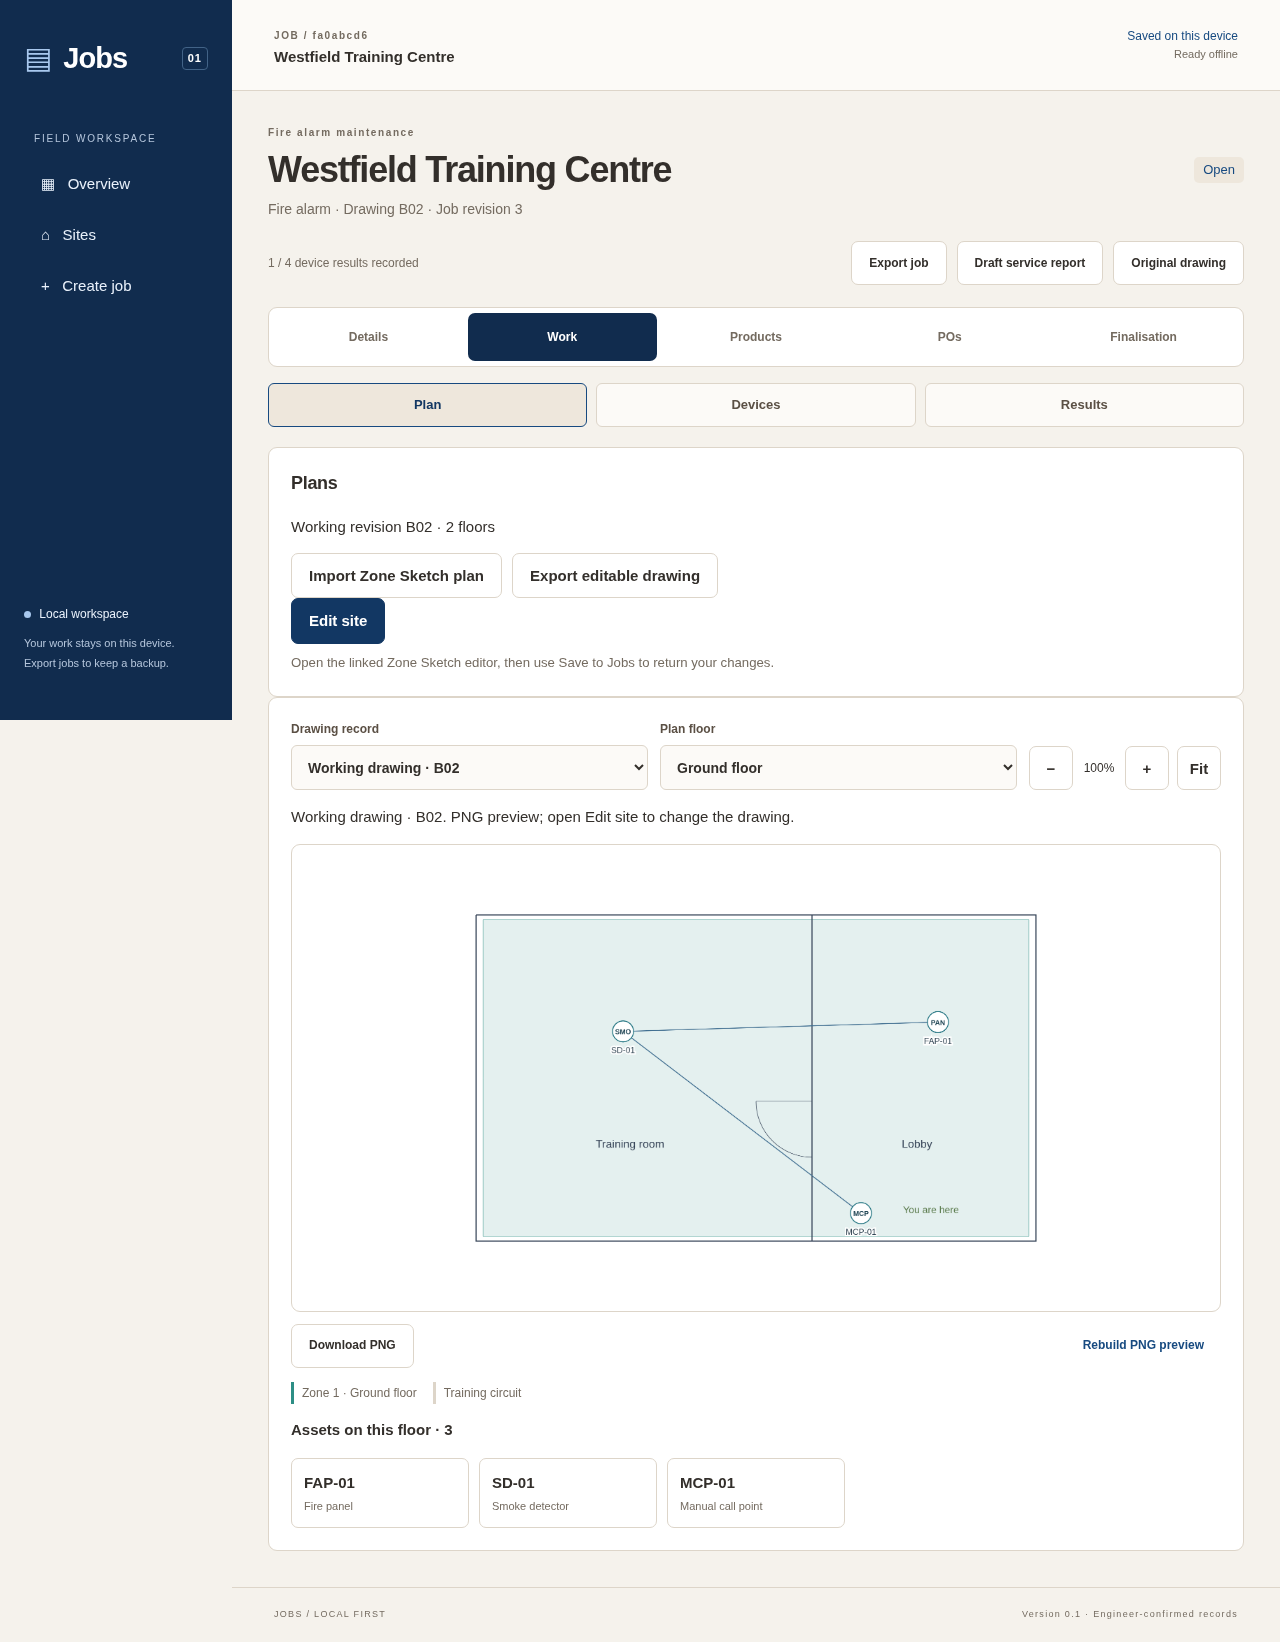 Jobs
01
FIELD WORKSPACE
Overview
Sites
+ Create job
Local workspace
Your work stays on this device.
Export jobs to keep a backup.
JOB / fa0abcd6
Westfield Training Centre
Saved on this device
Ready offline
Fire alarm maintenance
Westfield Training Centre
Open
Fire alarm · Drawing B02 · Job revision 3
1 / 4 device results recorded
Export job
Draft service report
Original drawing
Details
Work
Products
POs
Finalisation
Plan
Devices
Results
Plans
Working revision B02 · 2 floors
Import Zone Sketch plan
Export editable drawing
Edit site
Open the linked Zone Sketch editor, then use Save to Jobs to return your changes.
Drawing record
Plan floor
Working drawing · B02
Ground floor
− 100% + Fit
Working drawing · B02. PNG preview; open Edit site to change the drawing.
SMO
SD-01
PAN
FAP-01
Training room
Lobby
You are here
MCP
MCP-01
Download PNG
Rebuild PNG preview
Zone 1 · Ground floor
Training circuit
Assets on this floor · 3
FAP-01
Fire panel
SD-01
Smoke detector
MCP-01
Manual call point
JOBS / LOCAL FIRST
Version 0.1 · Engineer-confirmed records